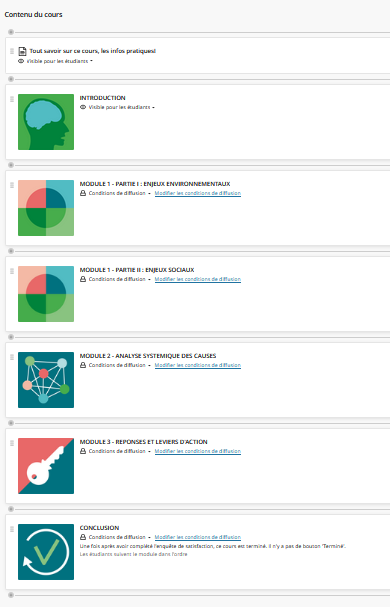 Contenu du cours
Tout savoir sur ce cours, les infos pratiques!
Visible pour les étudiants
INTRODUCTION
Visible pour les étudiants
MODULE 1 - PARTIE I : ENJEUX ENVIRONNEMENTAUX
Conditions de diffusion Modifier les conditions de diffusion
MODULE 1 - PARTIE II : ENJEUX SOCIAUX
Conditions de diffusion Modifier les conditions de diffusion
MODULE 2 - ANALYSE SYSTEMIQUE DES CAUSES
Conditions de diffusion Modifier les conditions de diffusion
MODULE 3 - REPONSES ET LEVIERS D'ACTION
Conditions de diffusion Modifier les conditions de diffusion
CONCLUSION
Conditions de diffusion Modifier les conditions de diffusion
Une fois après avoir complété l'enquête de satisfaction, ce cours est terminé. Il n'y a pas de bouton "Terminé".
Les étudiants suivent le module dans l'ordre